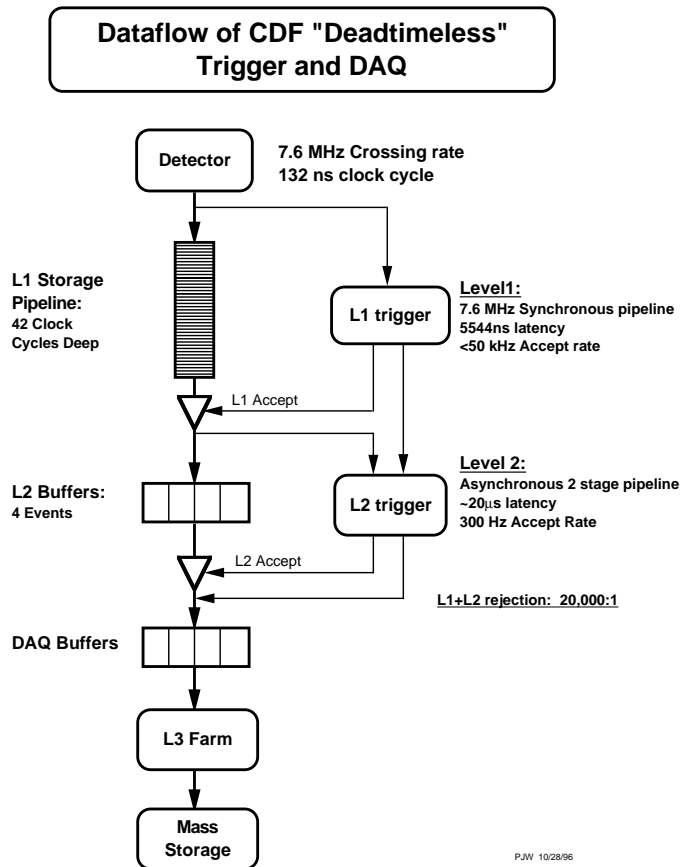 Dataflow of CDF "Deadtimeless"
Trigger and DAQ
Detector
7.6 MHz Crossing rate
132 ns clock cycle
L1 Storage
Pipeline:
42 Clock
Cycles Deep
L1 trigger
Level1:
7.6 MHz Synchronous pipeline
5544ns latency
<50 kHz Accept rate
L1 Accept
L2 Buffers:
4 Events
L2 trigger
Level 2:
Asynchronous 2 stage pipeline
~20μs latency
300 Hz Accept Rate
L2 Accept
L1+L2 rejection: 20,000:1
DAQ Buffers
L3 Farm
Mass
Storage
PJW 10/28/96